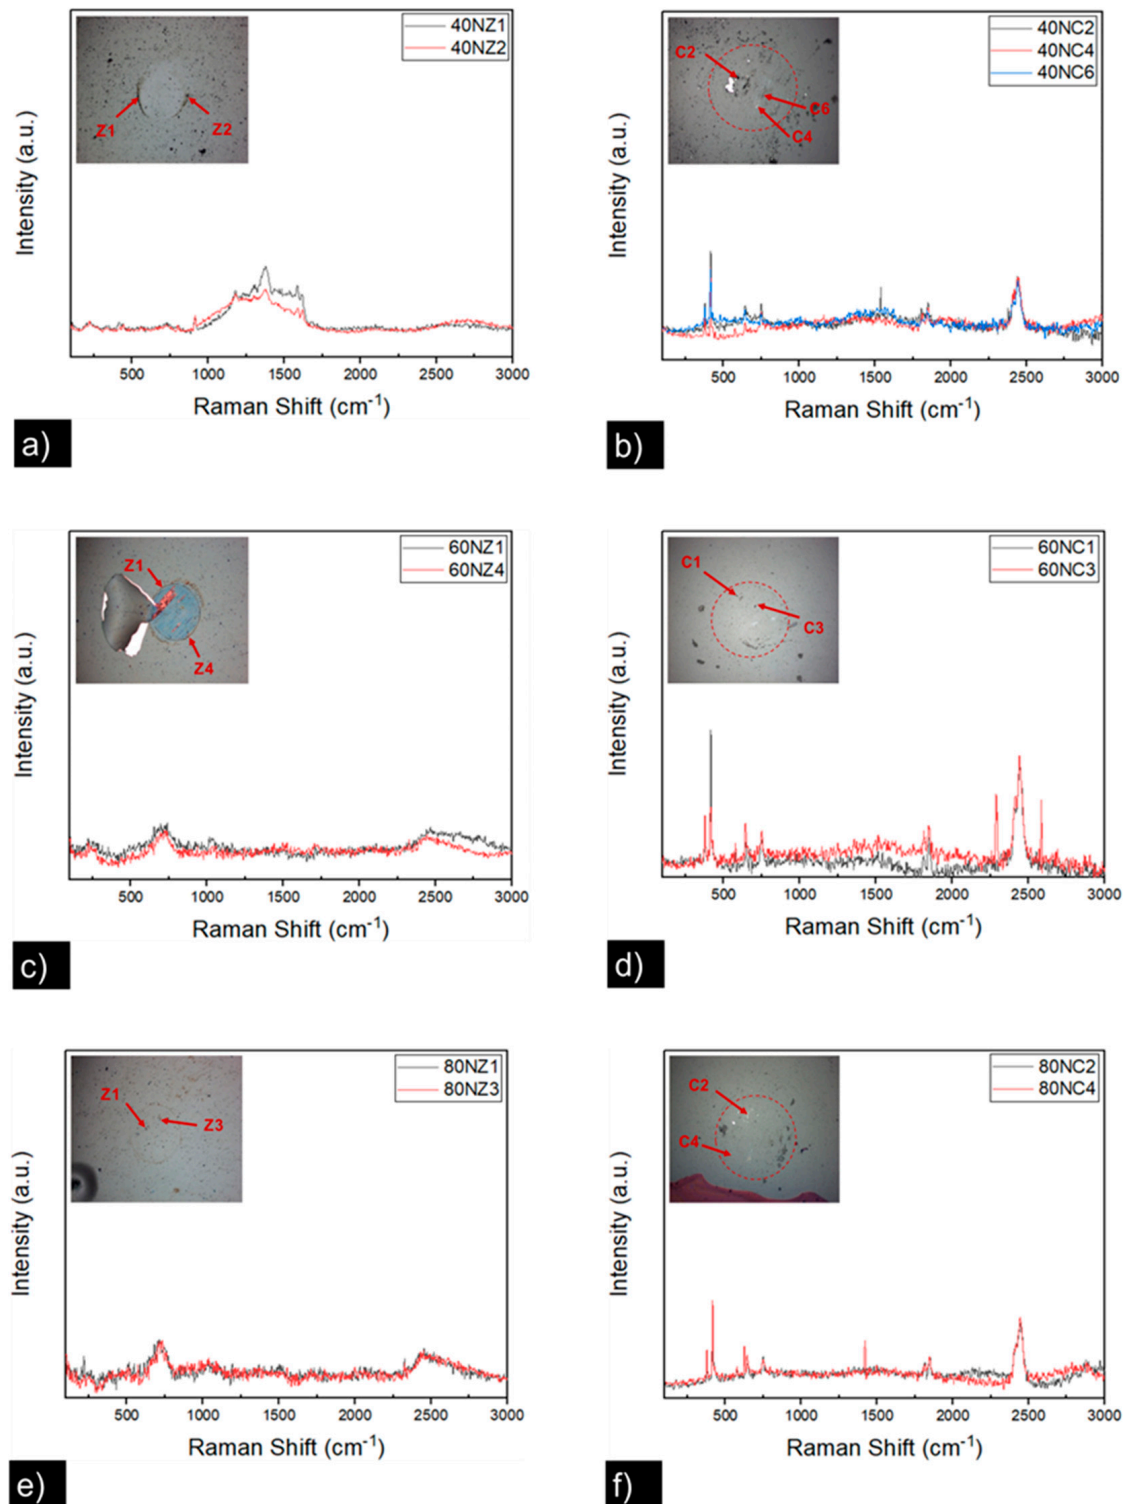 40NZ1
40NZ2
Z1
Z2
Intensity (a.u.)
500 1000 1500 2000 2500 3000
Raman Shift (cm⁻¹)
a)
40NC2
40NC4
40NC6
C2
C6
C4
Intensity (a.u.)
500 1000 1500 2000 2500 3000
Raman Shift (cm⁻¹)
b)
60NZ1
60NZ4
Z1
Z4
Intensity (a.u.)
500 1000 1500 2000 2500 3000
Raman Shift (cm⁻¹)
c)
60NC1
60NC3
C1
C3
Intensity (a.u.)
500 1000 1500 2000 2500 3000
Raman Shift (cm⁻¹)
d)
80NZ1
80NZ3
Z1
Z3
Intensity (a.u.)
500 1000 1500 2000 2500 3000
Raman Shift (cm⁻¹)
e)
80NC2
80NC4
C2
C4
Intensity (a.u.)
500 1000 1500 2000 2500 3000
Raman Shift (cm⁻¹)
f)